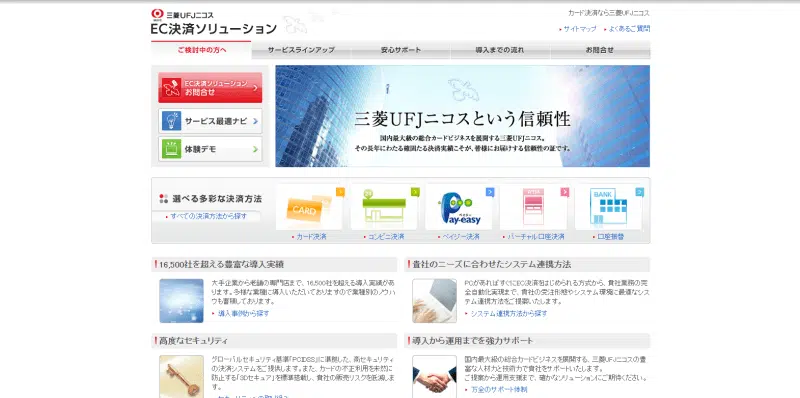 三菱UFJニコス
EC決済ソリューション
カード決済なら三菱UFJニコス
サイトマップ よくあるご質問
ご検討中の方へ サービスラインアップ 安心サポート 導入までの流れ お問合せ
EC決済ソリューション
お問合せ
サービス最適ナビ
体験デモ
三菱UFJニコスという信頼性
国内最大級の総合カードビジネスを展開する三菱UFJニコス。
その長年にわたる確固たる決済実績こそが、皆様にお届けする信頼性の証です。
選べる多彩な決済方法
すべての決済方法から探す
CARD
Pay-easy
ペイジー
BANK
カード決済 コンビニ決済 ペイジー決済 バーチャル口座決済 口座振替
16,500社を超える豊富な導入実績
大手企業から老舗の専門店まで、16,500社を超える導入実績があ
ります。多様な業種に導入いただいておりますので業種別のノウハ
ウも蓄積しております。
導入事例から探す
貴社のニーズに合わせたシステム連携方法
PCがあればすぐにEC決済をはじめられる方式から、貴社業務の完
全自動化実現まで、貴社の受注形態やシステム環境に最適なシス
テム連携方法をご提案いたします。
システム連携方法から探す
高度なセキュリティ
グローバルセキュリティ基準「PCIDSS」に準拠した、高セキュリティ
の決済システムをご提供します。また、カードの不正利用を未然に
防止する「3Dセキュア」を標準搭載し、貴社の販売リスクを低減しま
す。
導入から運用までを強力サポート
国内最大級の総合カードビジネスを展開する、三菱UFJニコスの豊
富な人材力と技術力で貴社をサポートいたします。
ご提案から運用支援まで、確かなソリューションにご期待ください。
万全のサポート体制